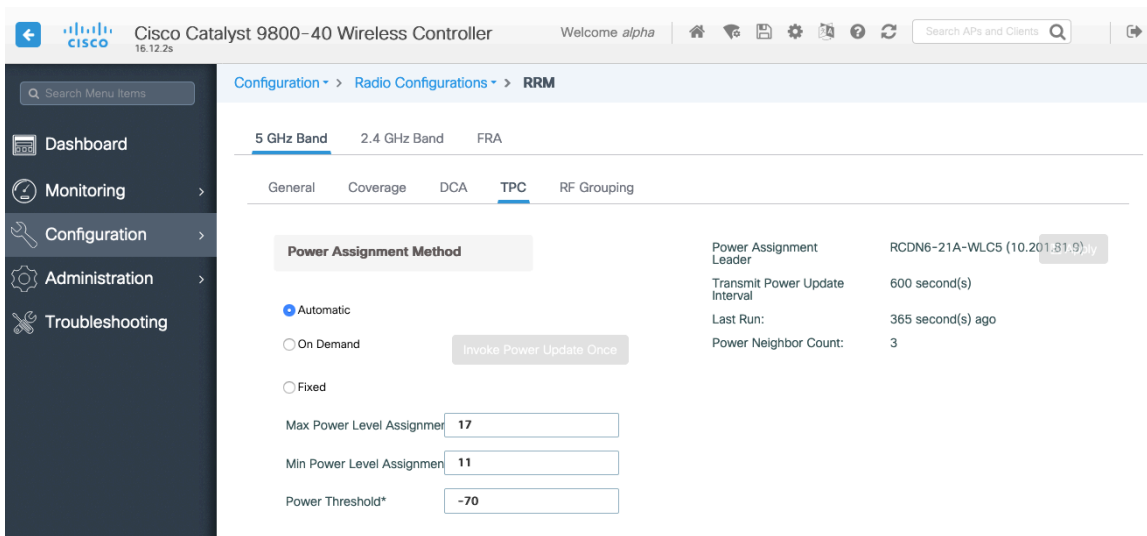 CISCO
Cisco Catalyst 9800-40 Wireless Controller
16.12.2s
Welcome alpha
Search APs and Clients
Search Menu Items
Dashboard
Monitoring
Configuration
Administration
Troubleshooting
Configuration > Radio Configurations > RRM
5 GHz Band 2.4 GHz Band FRA
General Coverage DCA TPC RF Grouping
Power Assignment Method
Automatic
On Demand
Invoke Power Update Once
Fixed
Max Power Level Assignmen 17
Min Power Level Assignmen 11
Power Threshold* -70
Power Assignment
Leader
RCDN6-21A-WLC5 (10.201.81.9)
Apply
Transmit Power Update
Interval
600 second(s)
Last Run: 365 second(s) ago
Power Neighbor Count: 3